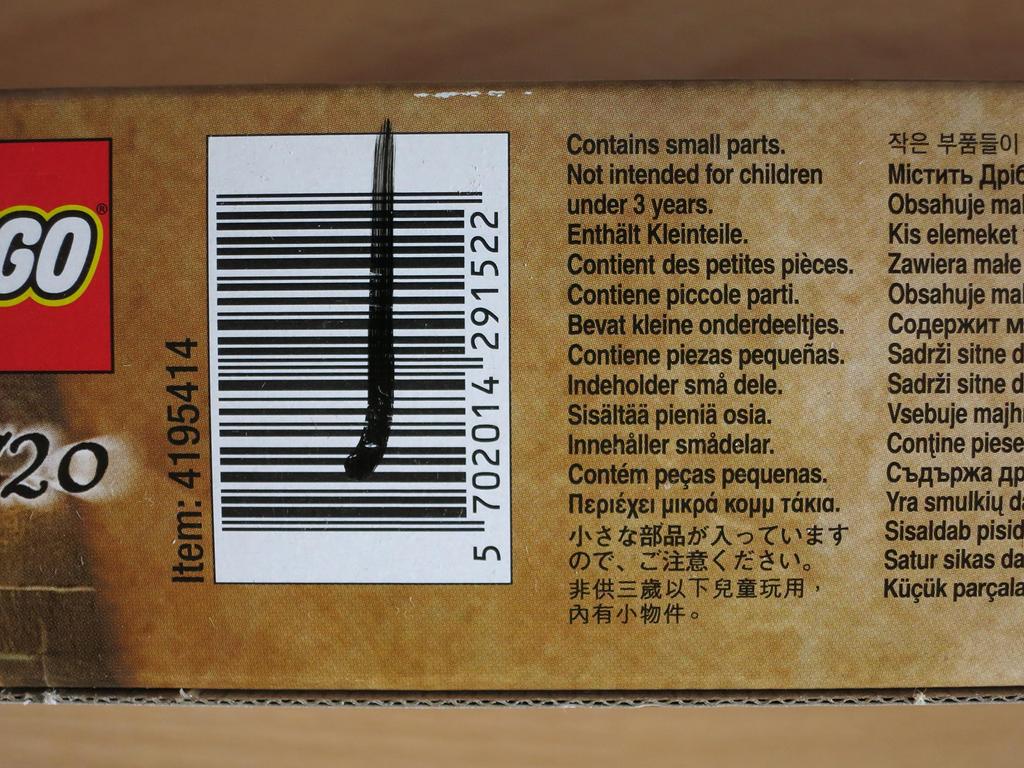 GO
®
720
Item: 4195414
5 702014 291522
Contains small parts.
Not intended for children
under 3 years.
Enthält Kleinteile.
Contient des petites pièces.
Contiene piccole parti.
Bevat kleine onderdeeltjes.
Contiene piezas pequeñas.
Indeholder små dele.
Sisältää pieniä osia.
Innehåller smådelar.
Contém peças pequenas.
Περιέχει μικρά κομμ τάκια.
小さな部品が入っています
ので、ご注意ください。
非供三歲以下兒童玩用，
內有小物件。
작은 부품들이
Містить
Obsahuje
Kis elemeket
Zawiera małe
Obsahuje
Содержит
Sadrži sitne
Sadrži sitne
Vsebuje
Conţine piese
Съдържа
Yra smulkių
Sisaldab
Satur sikas
Küçük